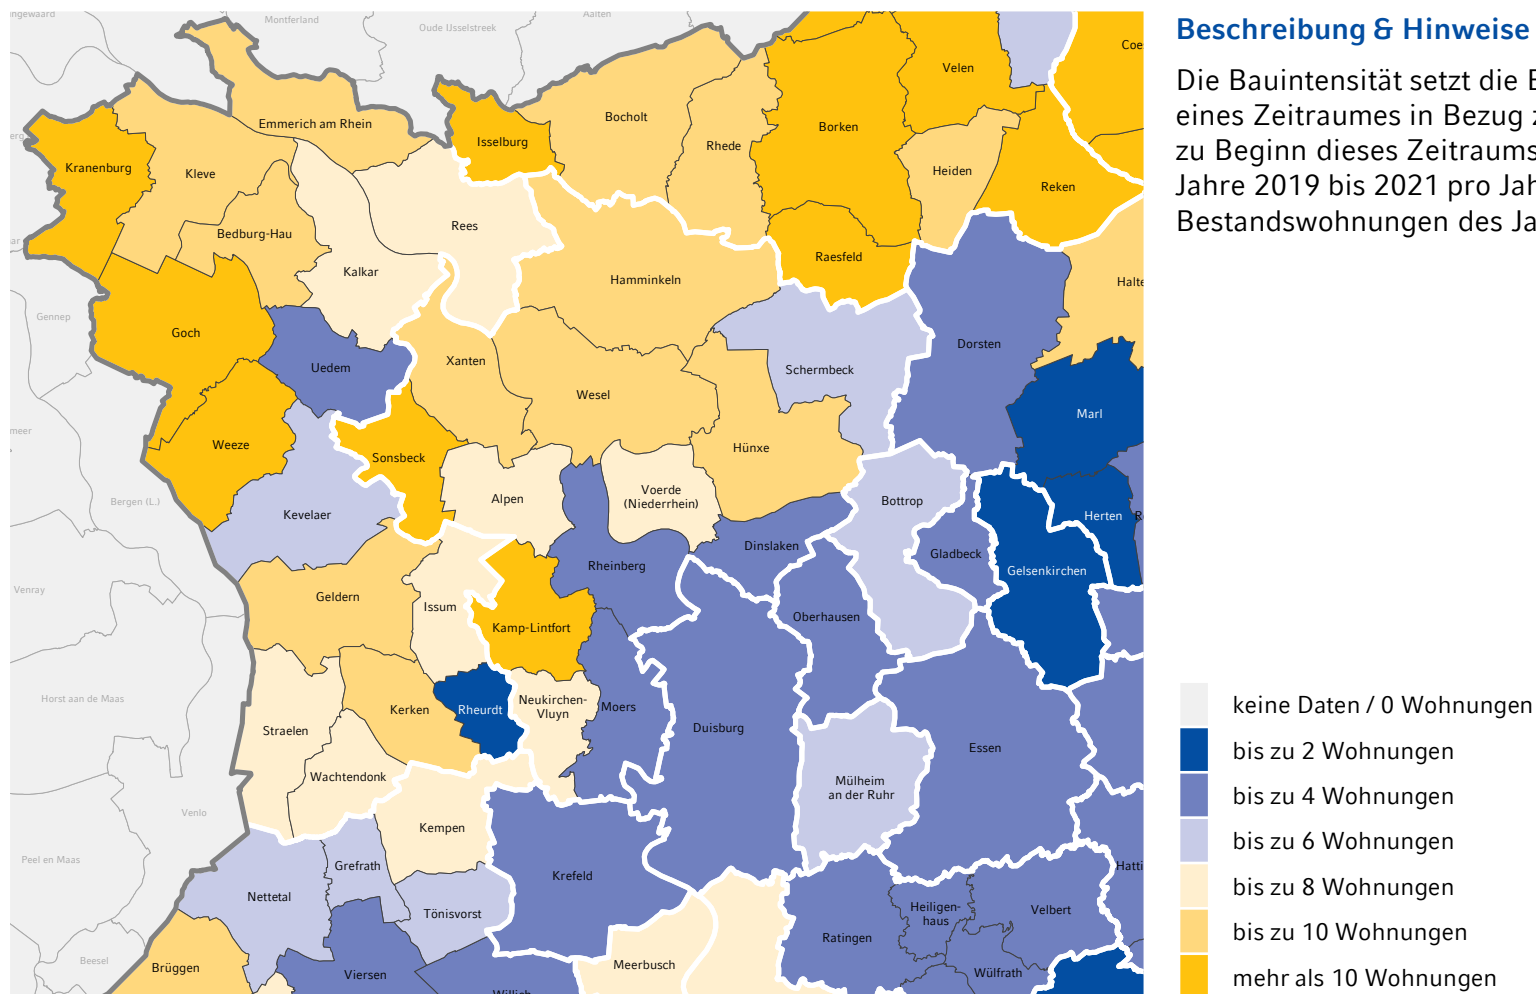 Beschreibung & Hinweise
Die Bauintensität setzt die
eines Zeitraumes in Bezug
zu Beginn dieses Zeitraums
Jahre 2019 bis 2021 pro
Bestandswohnungen des
Montferland
Oude IJsselstreek
Aalten
Velen
Emmerich am Rhein
Isselburg
Bocholt
Rhede
Borken
Heiden
Reken
Kranenburg
Kleve
Bedburg-Hau
Rees
Kalkar
Hamminkeln
Raesfeld
Gennep
Goch
Uedem
Xanten
Wesel
Schermbeck
Dorsten
Marl
Weeze
Sonsbeck
Hünxe
Bergen (L.)
Kevelaer
Alpen
Voerde
(Niederrhein)
Bottrop
Herten
Dinslaken
Gladbeck
Gelsenkirchen
Rheinberg
Venray
Geldern
Issum
Kamp-Lintfort
Oberhausen
Horst aan de Maas
Straelen
Kerken
Rheurdt
Neukirchen-
Vluyn
Moers
Duisburg
Essen
Wachtendonk
Mülheim
an der Ruhr
Venlo
Kempen
Peel en Maas
Grefrath
Krefeld
Nettetal
Tönisvorst
Heiligen-
haus
Velbert
Ratingen
Beesel
Brüggen
Viersen
Meerbusch
Wülfrath
keine Daten / 0 Wohnungen
bis zu 2 Wohnungen
bis zu 4 Wohnungen
bis zu 6 Wohnungen
bis zu 8 Wohnungen
bis zu 10 Wohnungen
mehr als 10 Wohnungen